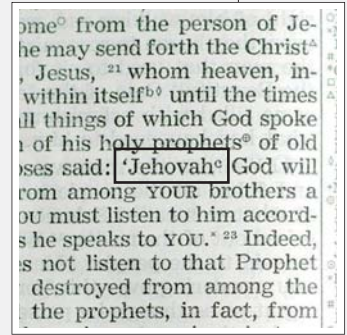 ome° from the person of Je-
he may send forth the Christ△
, Jesus, ²¹ whom heaven, in-
within itselfᵇ◊ until the times
ll things of which God spoke
of his holy prophets⊕ of old
oses said: ‘Jehovahᶜ God will
rom among YOUR brothers a
OU must listen to him accord-
s he speaks to YOU.* ²³ Indeed,
s not listen to that Prophet
destroyed from among the
the prophets, in fact, from